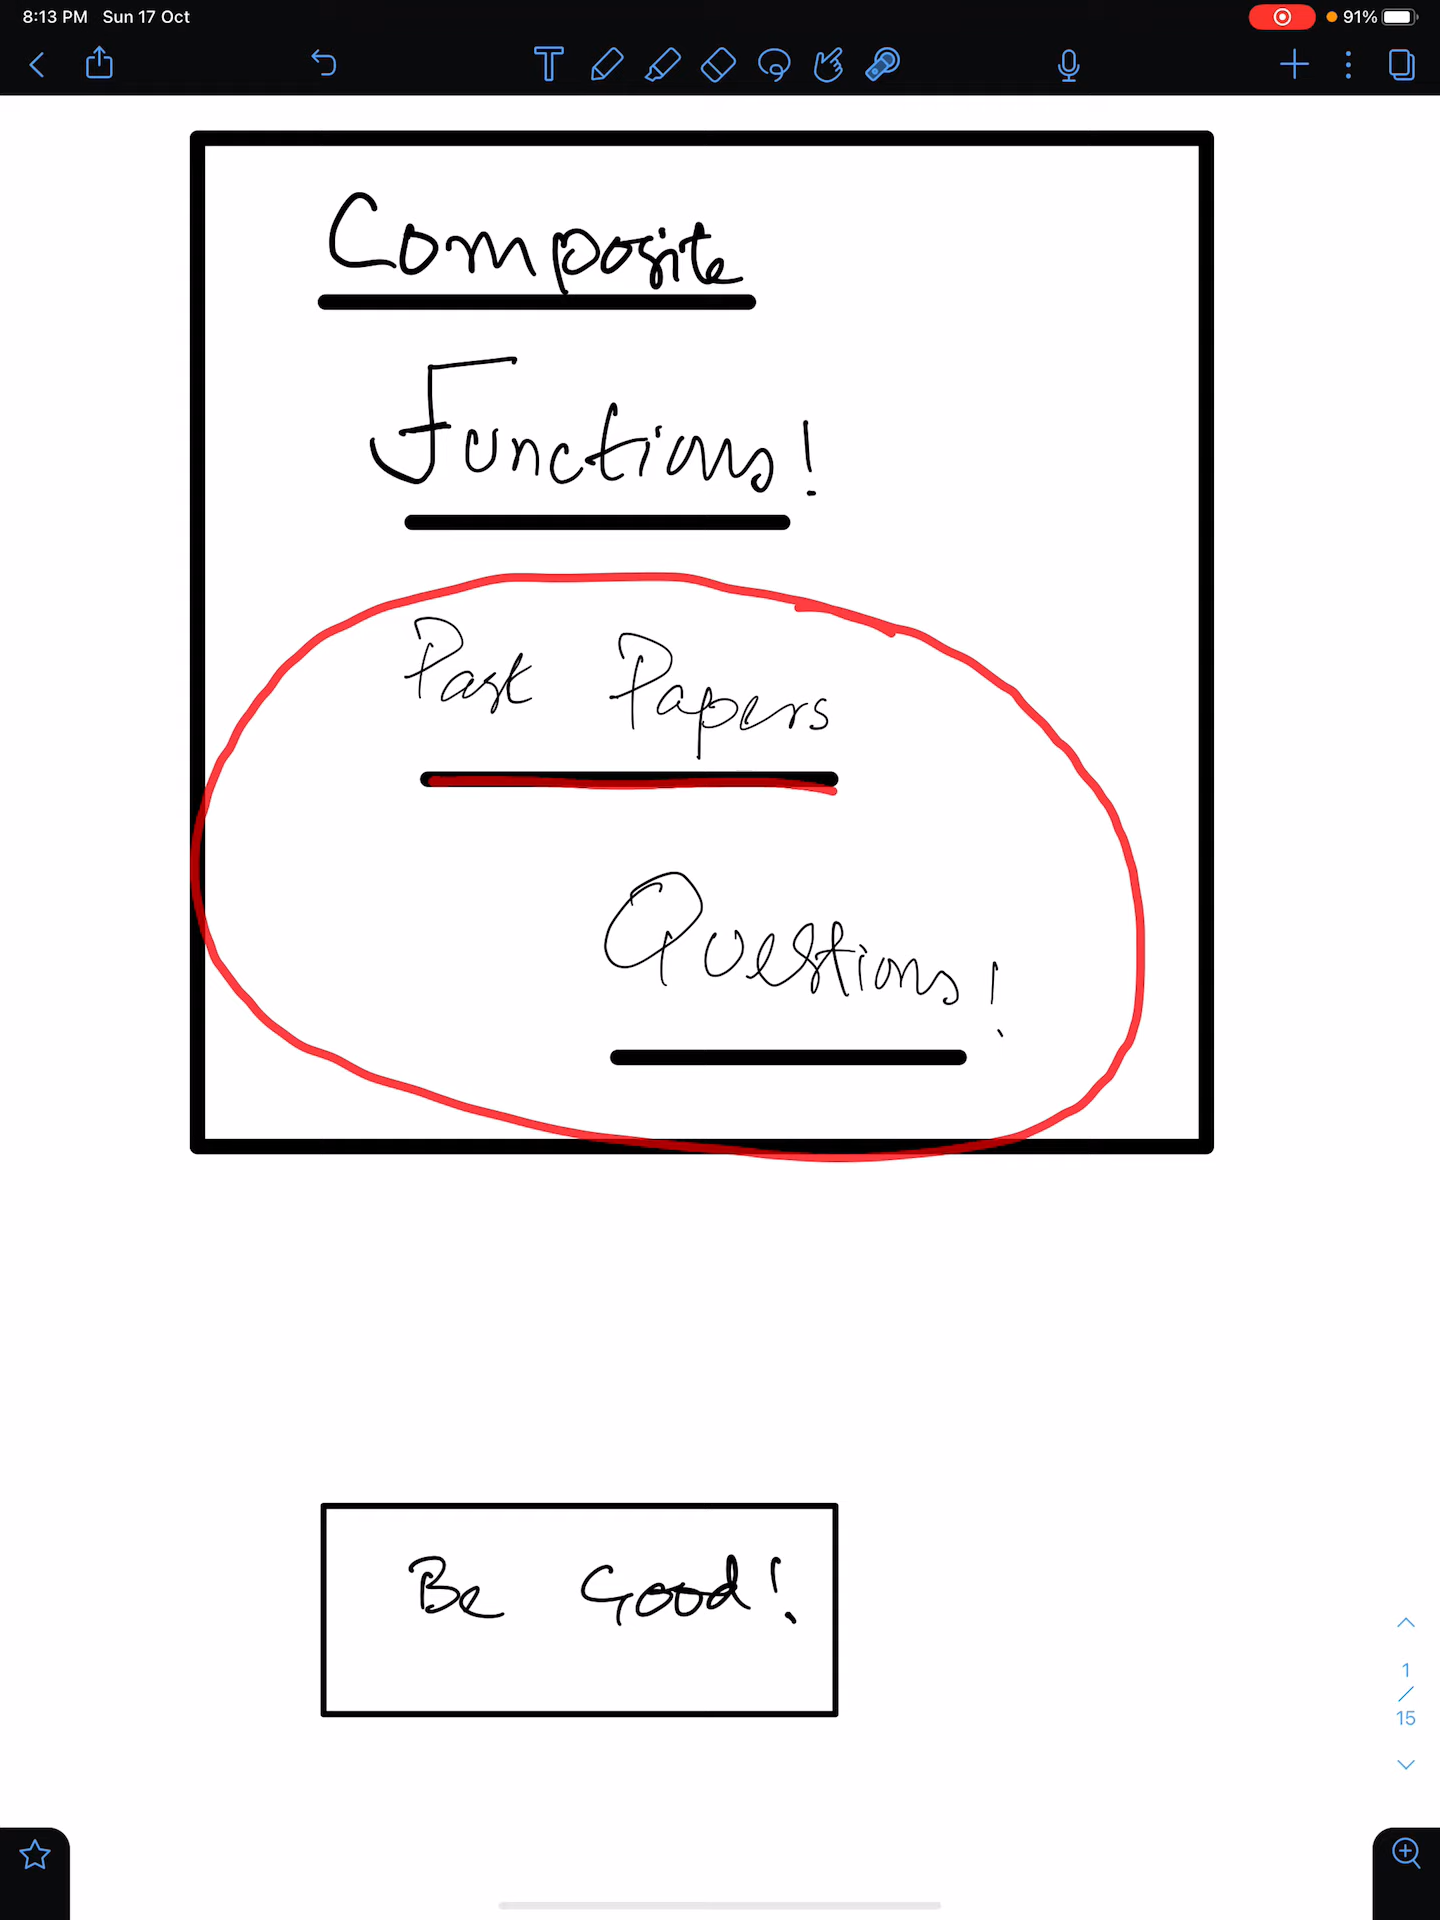 8:13 PM Sun 17 Oct 91%
T
Composite
Functions!
Past Papers
Questions!
Be Good!
1
/
15